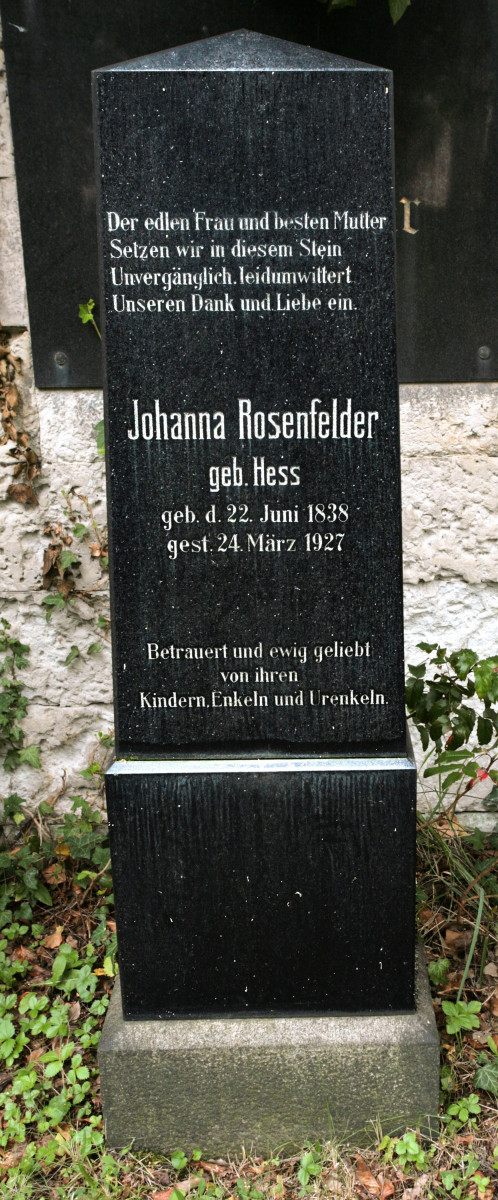 Der edlen Frau und besten Mutter
Setzen wir in diesem Stein
Unvergänglich, leidumwittert
Unseren Dank und Liebe ein.
Johanna Rosenfelder
geb. Hess
geb. d. 22. Juni 1838
gest. 24. März 1927
Betrauert und ewig geliebt
von ihren
Kindern, Enkeln und Urenkeln.
r